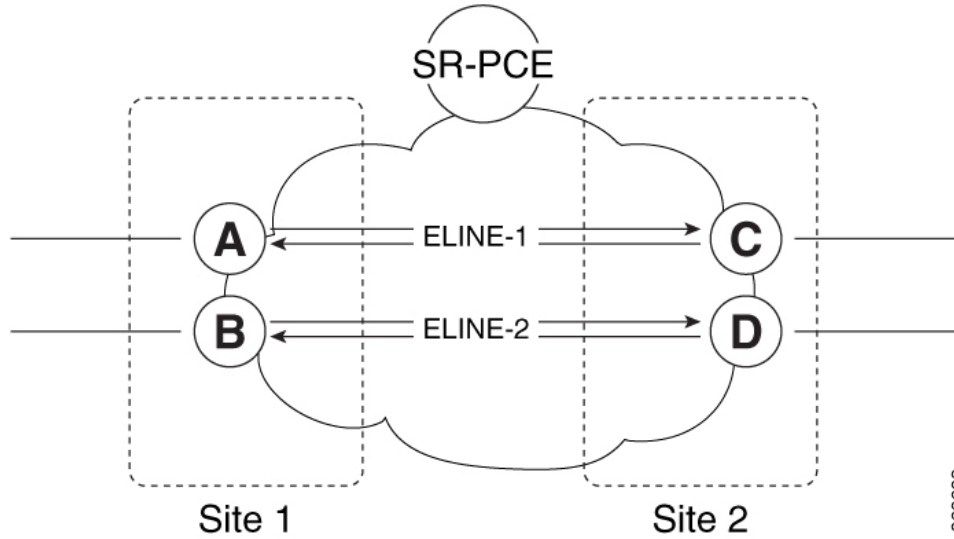 SR-PCE
A
ELINE-1
C
B
ELINE-2
D
Site 1
Site 2